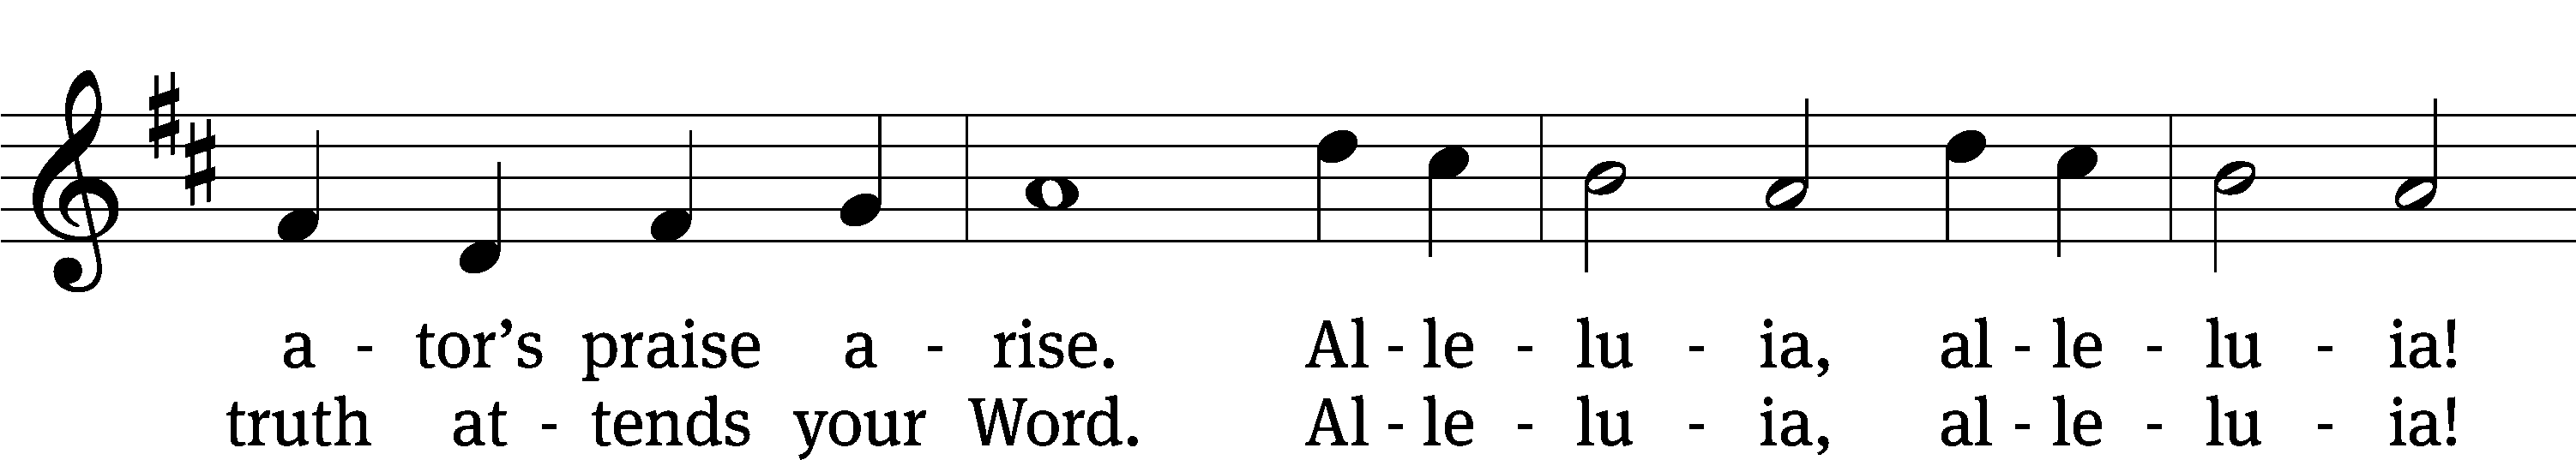 a - tor’s praise a - rise. Al - le - lu - ia, al - le - lu - ia!
truth at - tends your Word. Al - le - lu - ia, al - le - lu - ia!